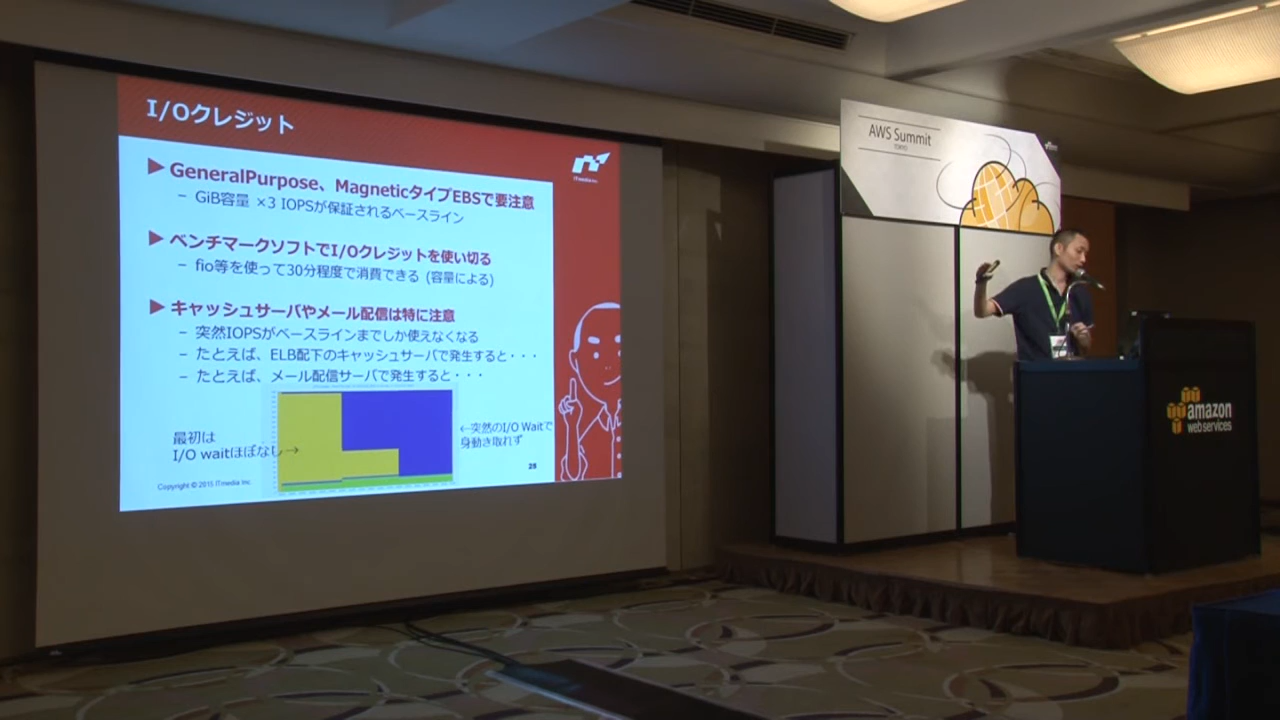 I/Oクレジット
ITmedia Inc.
▶ GeneralPurpose、MagneticタイプEBSで要注意
– GiB容量 ×3 IOPSが保証されるベースライン
▶ ベンチマークソフトでI/Oクレジットを使い切る
– fio等を使って30分程度で消費できる (容量による)
▶ キャッシュサーバやメール配信は特に注意
– 突然IOPSがベースラインまでしか使えなくなる
– たとえば、ELB配下のキャッシュサーバで発生すると・・・
– たとえば、メール配信サーバで発生すると・・・
最初は
I/O waitほぼなし→
←突然のI/O Waitで
身動き取れず
25
Copyright © 2015 ITmedia Inc.
AWS Summit
TOKYO
amazon
web services